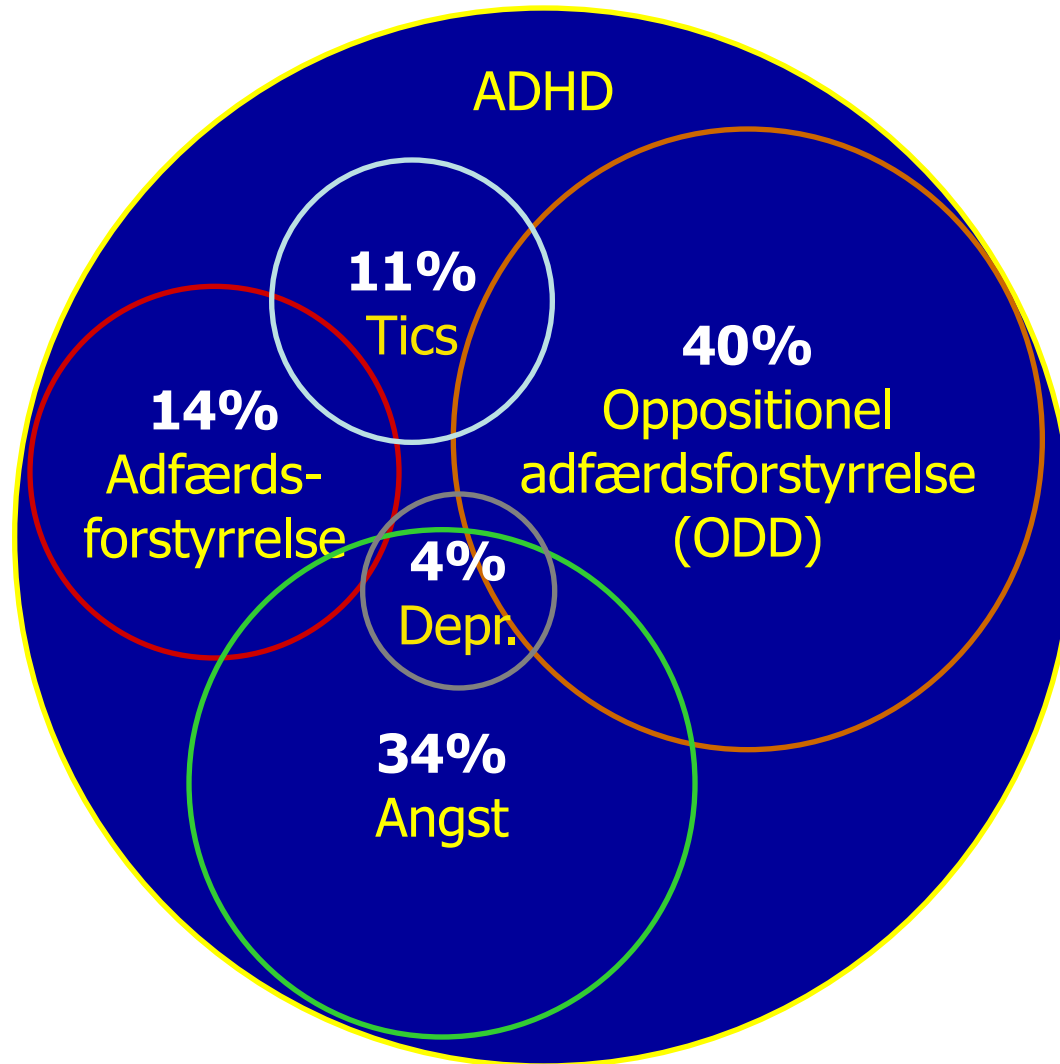 ADHD
11%
Tics
40%
Oppositionel
adfærdsforstyrrelse
(ODD)
14%
Adfærds-
forstyrrelse
4%
Depr.
34%
Angst